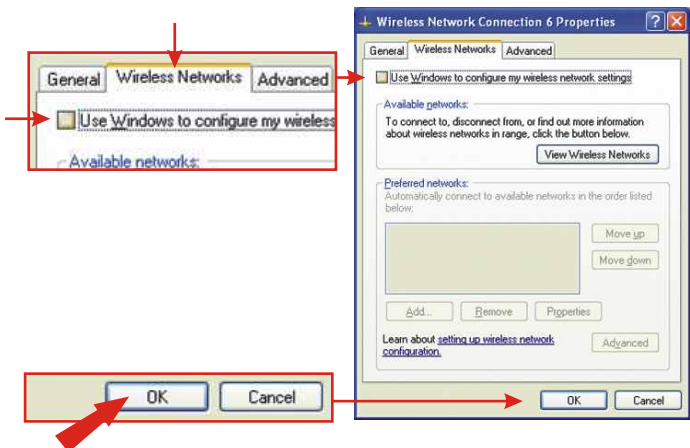 General Wireless Networks Advanced
Use Windows to configure my wireless
Available networks:
OK Cancel
Wireless Network Connection 6 Properties
General Wireless Networks Advanced
Use Windows to configure my wireless network settings
Available networks:
To connect to, disconnect from, or find out more information
about wireless networks in range, click the button below.
View Wireless Networks
Preferred networks:
Automatically connect to available networks in the order listed
below:
Move up
Move down
Add... Remove Properties
Learn about setting up wireless network
configuration.
Advanced
OK Cancel